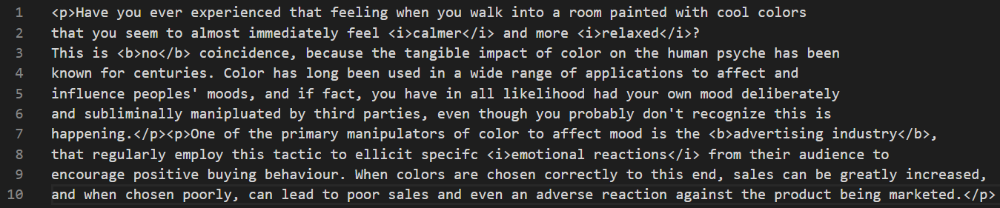 1 <p>Have you ever experienced that feeling when you walk into a room painted with cool colors
2 that you seem to almost immediately feel <i>calmer</i> and more <i>relaxed</i>?
3 This is <b>no</b> coincidence, because the tangible impact of color on the human psyche has been
4 known for centuries. Color has long been used in a wide range of applications to affect and
5 influence peoples' moods, and if fact, you have in all likelihood had your own mood deliberately
6 and subliminally manipluated by third parties, even though you probably don't recognize this is
7 happening.</p><p>One of the primary manipulators of color to affect mood is the <b>advertising industry</b>,
8 that regularly employ this tactic to ellicit specifc <i>emotional reactions</i> from their audience to
9 encourage positive buying behaviour. When colors are chosen correctly to this end, sales can be greatly increased,
10 and when chosen poorly, can lead to poor sales and even an adverse reaction against the product being marketed.</p>